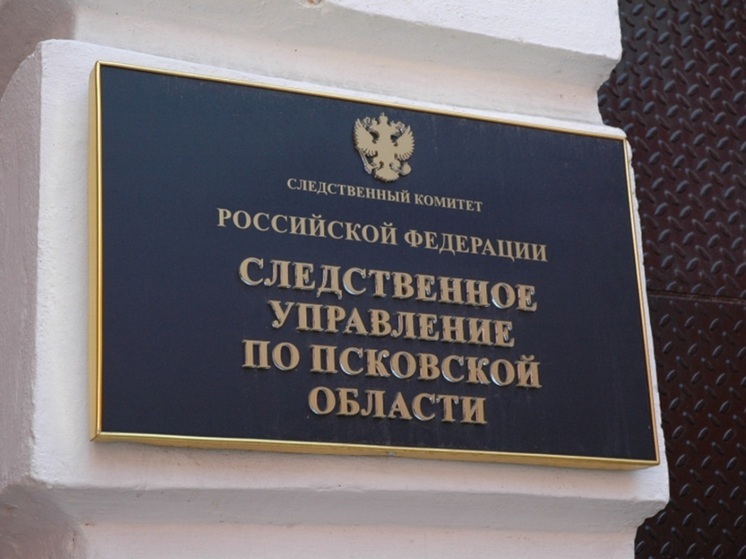 СЛЕДСТВЕННЫЙ КОМИТЕТ
РОССИЙСКОЙ ФЕДЕРАЦИИ
СЛЕДСТВЕННОЕ
УПРАВЛЕНИЕ
ПО ПСКОВСКОЙ
ОБЛАСТИ